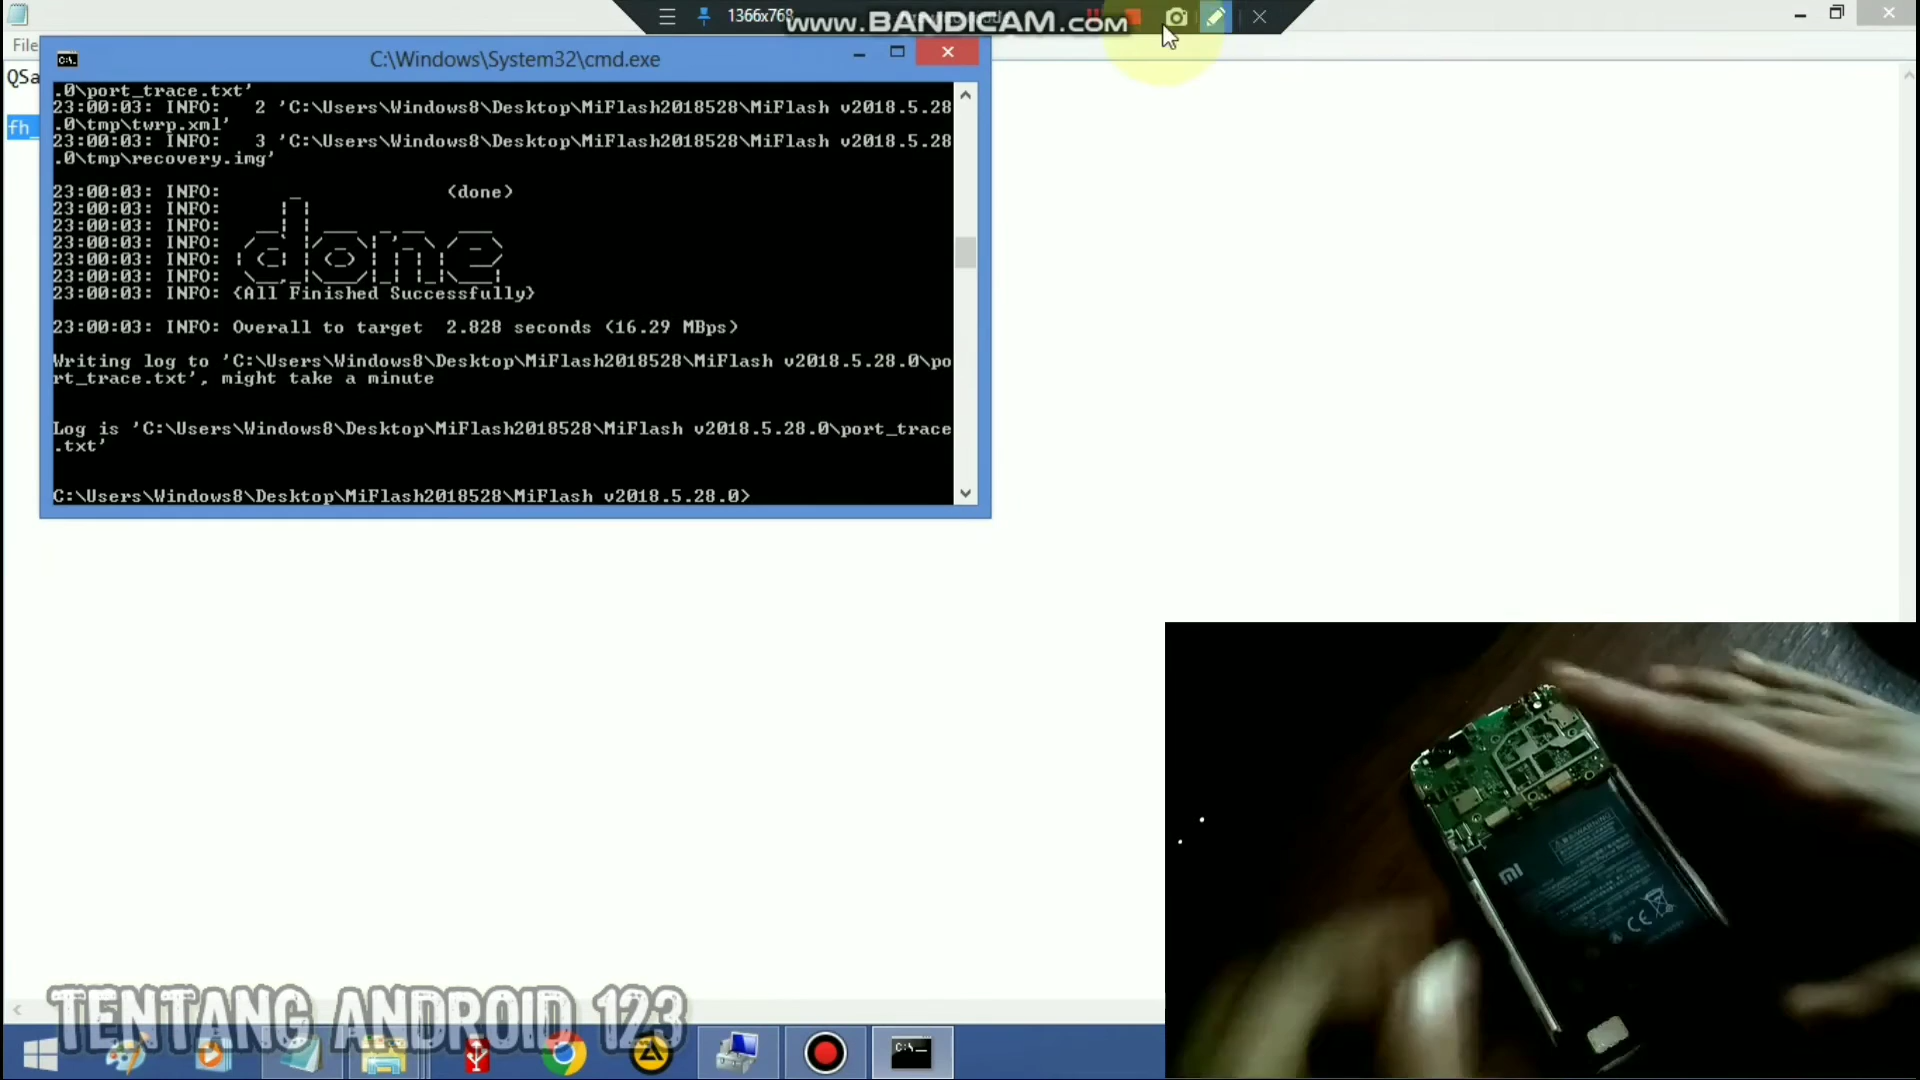 1366x768
www.BANDICAM.com
File
C:\Windows\System32\cmd.exe
QSa
fh_
.0\port_trace.txt'
23:00:03: INFO:   2 'C:\Users\Windows8\Desktop\MiFlash2018528\MiFlash v2018.5.28
.0\tmp\twrp.xml'
23:00:03: INFO:   3 'C:\Users\Windows8\Desktop\MiFlash2018528\MiFlash v2018.5.28
.0\tmp\recovery.img'
23:00:03: INFO:   _   (done)
23:00:03: INFO:
23:00:03: INFO:
23:00:03: INFO: done
23:00:03: INFO:
23:00:03: INFO:
23:00:03: INFO: {All Finished Successfully}
23:00:03: INFO: Overall to target  2.828 seconds (16.29 MBps)
Writing log to 'C:\Users\Windows8\Desktop\MiFlash2018528\MiFlash v2018.5.28.0\po
rt_trace.txt', might take a minute
Log is 'C:\Users\Windows8\Desktop\MiFlash2018528\MiFlash v2018.5.28.0\port_trace
.txt'
C:\Users\Windows8\Desktop\MiFlash2018528\MiFlash v2018.5.28.0>
mi
CE
TENTANG ANDROID 123